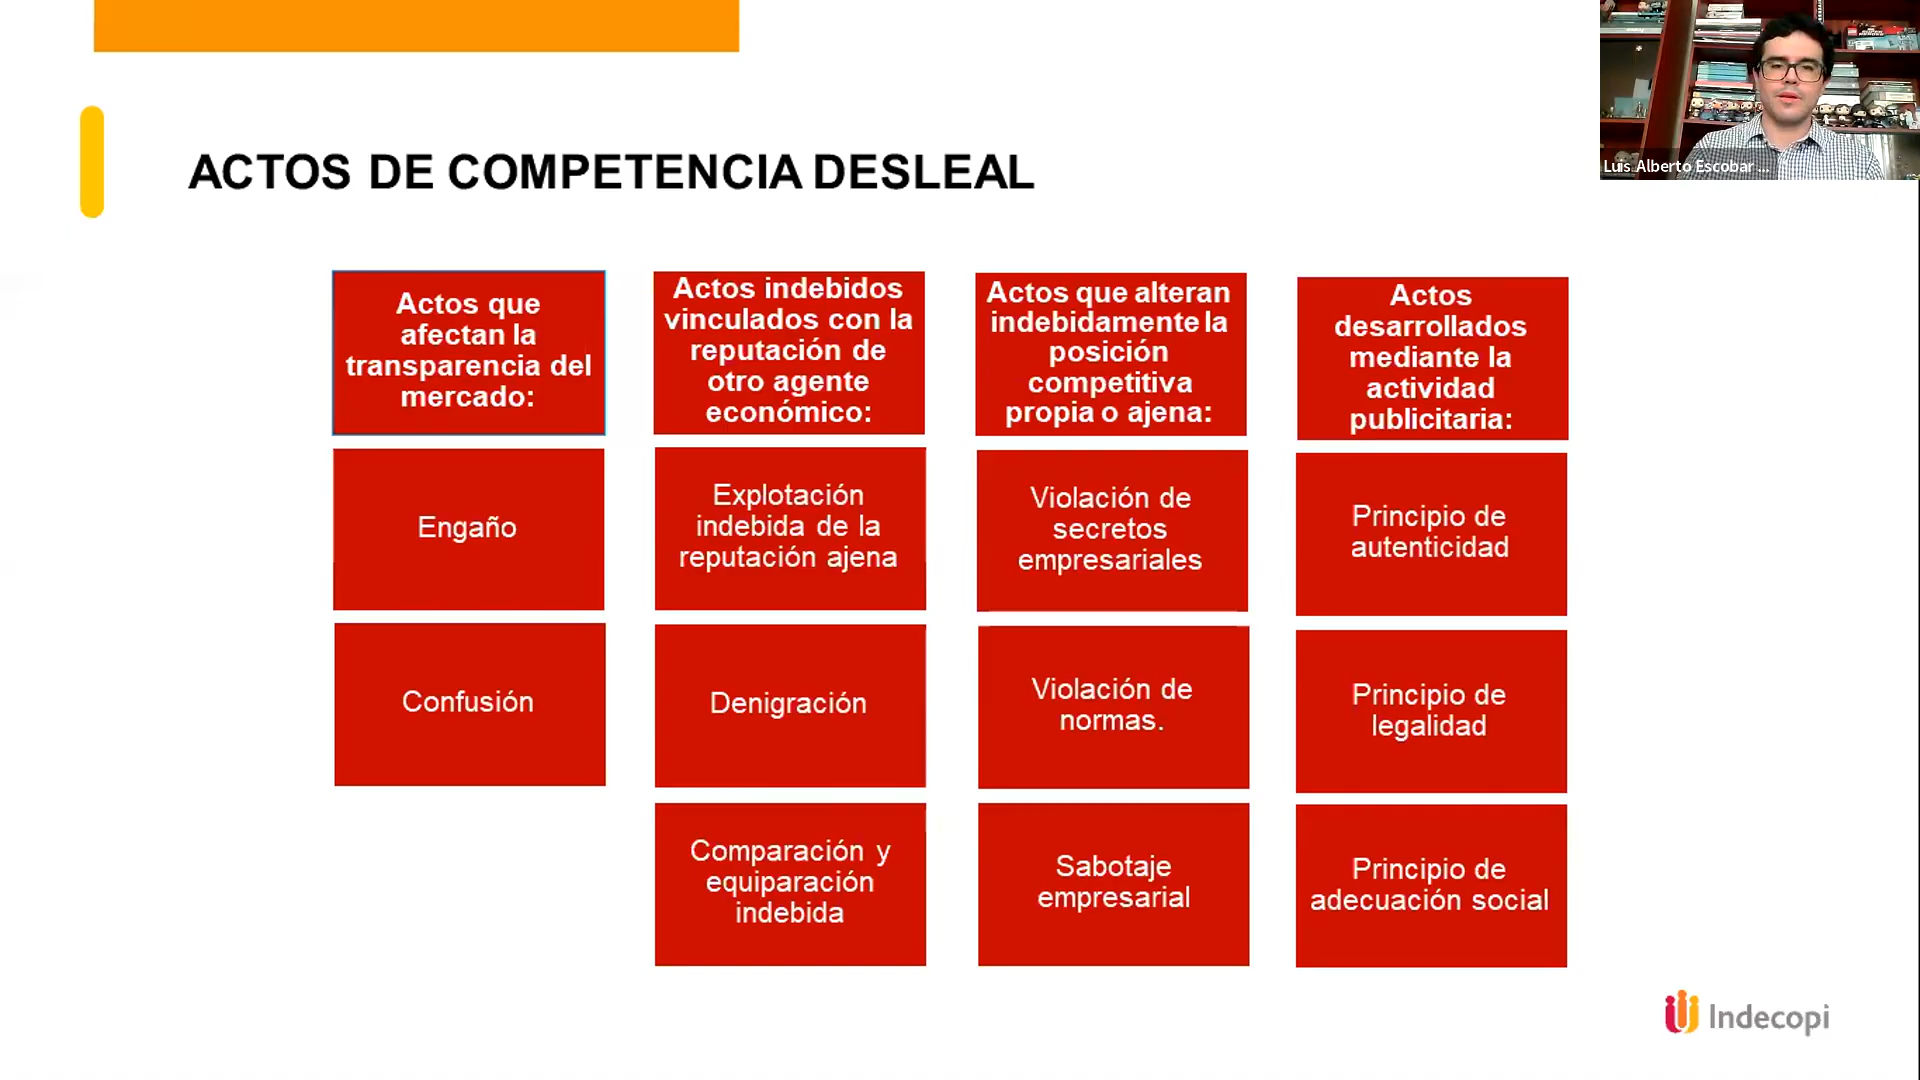 Luis Alberto Escobar ...
ACTOS DE COMPETENCIA DESLEAL
Actos que
afectan la
transparencia del
mercado:
Engaño
Confusión
Actos indebidos
vinculados con la
reputación de
otro agente
económico:
Explotación
indebida de la
reputación ajena
Denigración
Comparación y
equiparación
indebida
Actos que alteran
indebidamente la
posición
competitiva
propia o ajena:
Violación de
secretos
empresariales
Violación de
normas.
Sabotaje
empresarial
Actos
desarrollados
mediante la
actividad
publicitaria:
Principio de
autenticidad
Principio de
legalidad
Principio de
adecuación social
Indecopi